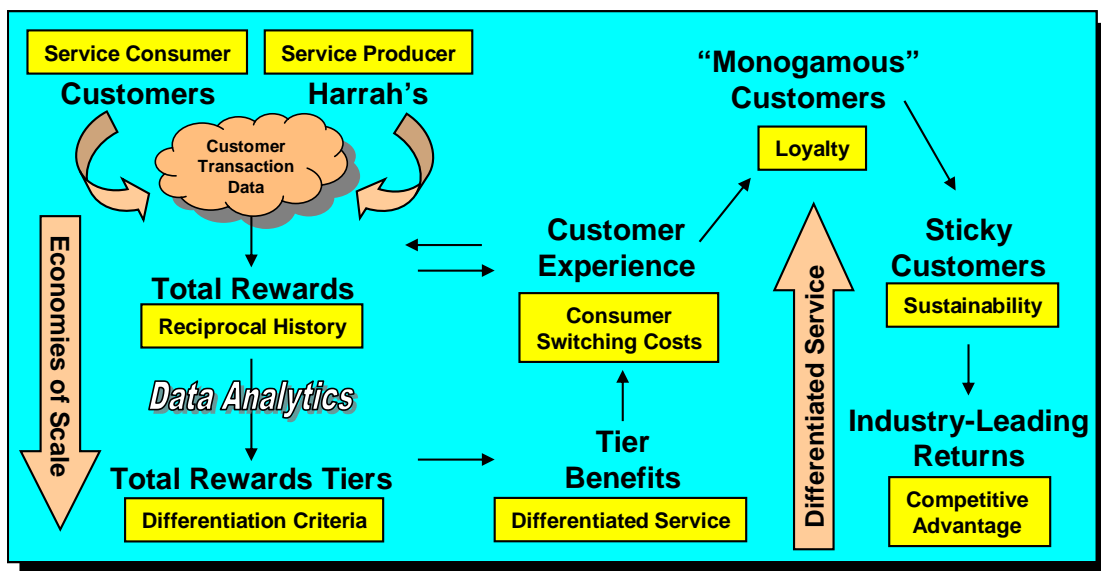 Service Consumer
Customers
Service Producer
Harrah's
Customer
Transaction
Data
Economies of Scale
Total Rewards
Reciprocal History
Data Analytics
Total Rewards Tiers
Differentiation Criteria
Tier
Benefits
Differentiated Service
Customer
Experience
Consumer
Switching Costs
“Monogamous”
Customers
Loyalty
Differentiated Service
Sticky
Customers
Sustainability
Industry-Leading
Returns
Competitive
Advantage